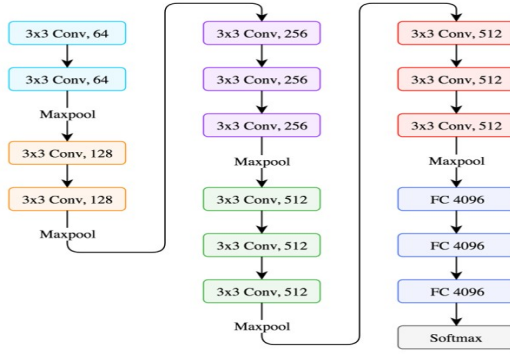 3x3 Conv, 64
3x3 Conv, 64
Maxpool
3x3 Conv, 128
3x3 Conv, 128
Maxpool
3x3 Conv, 256
3x3 Conv, 256
3x3 Conv, 256
Maxpool
3x3 Conv, 512
3x3 Conv, 512
3x3 Conv, 512
Maxpool
3x3 Conv, 512
3x3 Conv, 512
3x3 Conv, 512
Maxpool
FC 4096
FC 4096
FC 4096
Softmax